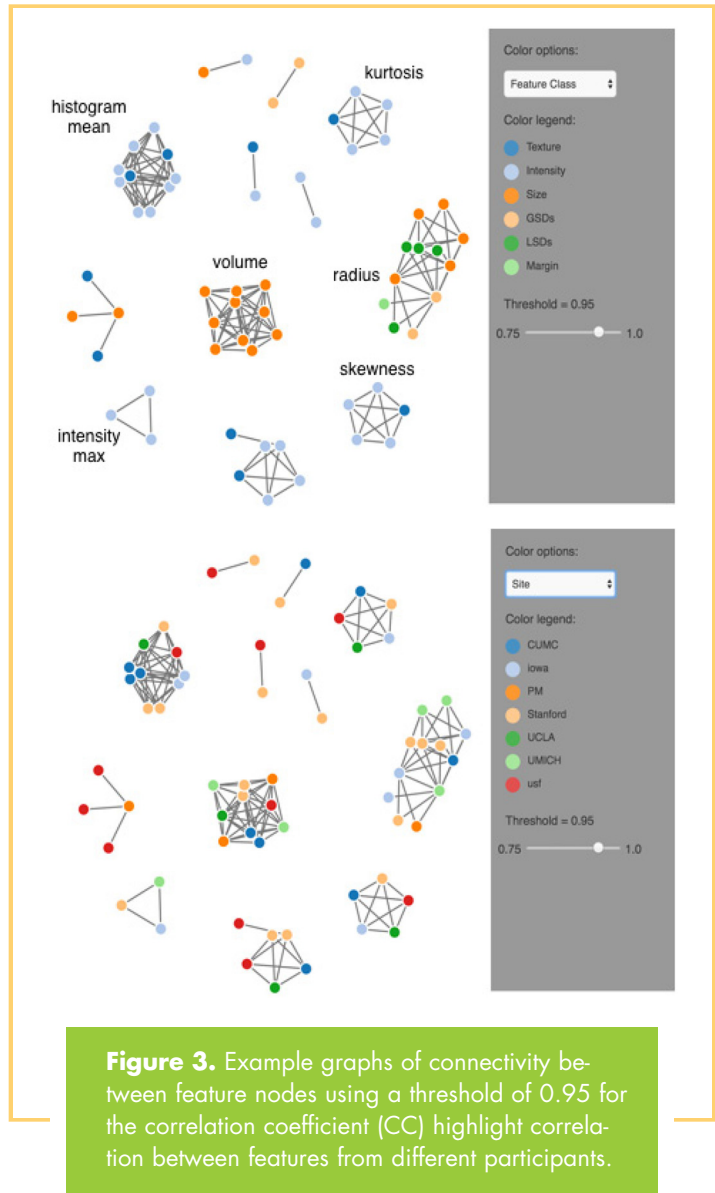 kurtosis
histogram
mean
volume
radius
skewness
intensity
max
Color options:
Feature Class
Color legend:
Texture
Intensity
Size
GSDs
LSDs
Margin
Threshold = 0.95
0.75 1.0
Color options:
Site
Color legend:
CUMC
iowa
PM
Stanford
UCLA
UMICH
usf
Threshold = 0.95
0.75 1.0
Figure 3. Example graphs of connectivity be-
tween feature nodes using a threshold of 0.95 for
the correlation coefficient (CC) highlight correla-
tion between features from different participants.